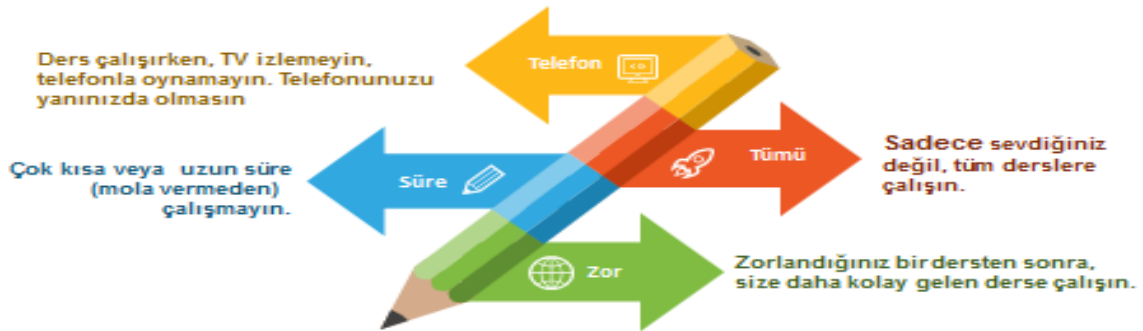 Ders çalışırken, TV izlemeyin,
telefonla oynamayın. Telefonunuzu
yanınızda olmasın
Telefon
Tümü
Sadece sevdiğiniz
değil, tüm derslere
çalışın.
Çok kısa veya uzun süre
(mola vermeden)
çalışmayın.
Süre
Zor
Zorlandığınız bir dersten sonra,
size daha kolay gelen derse çalışın.